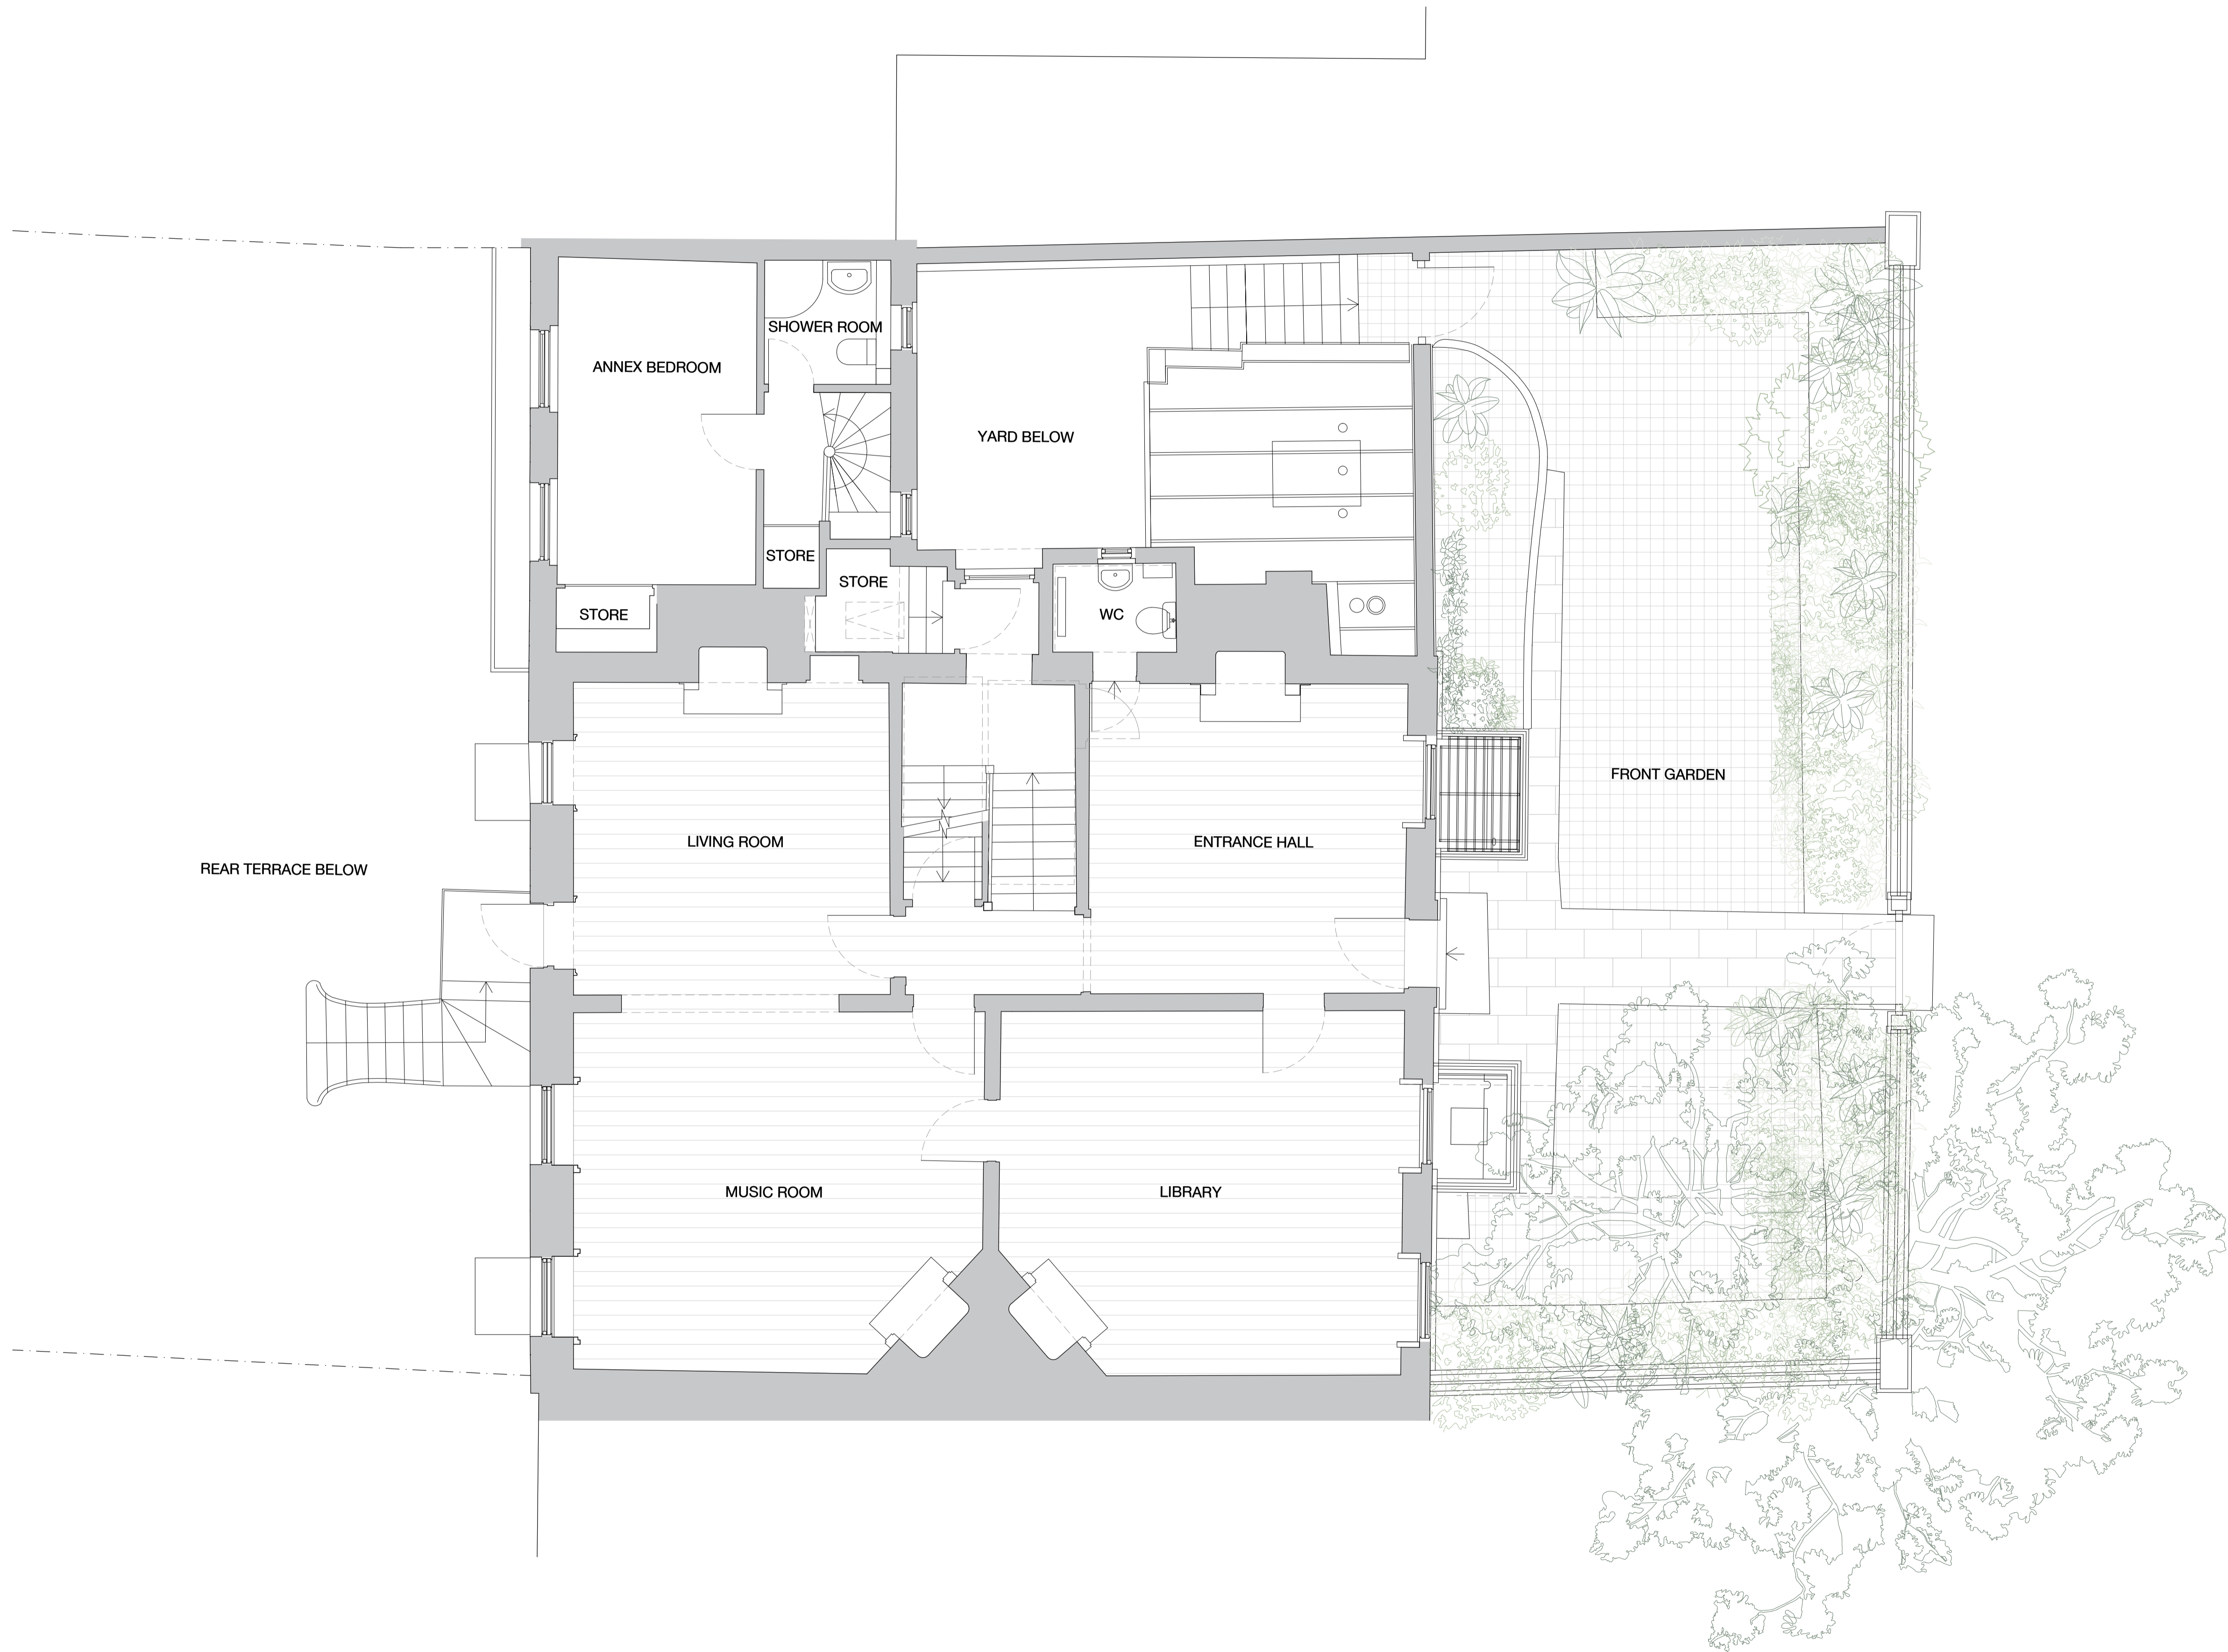 SHOWER ROOM
ANNEX BEDROOM
YARD BELOW
STORE
STORE
STORE
WC
FRONT GARDEN
LIVING ROOM
ENTRANCE HALL
REAR TERRACE BELOW
MUSIC ROOM
LIBRARY